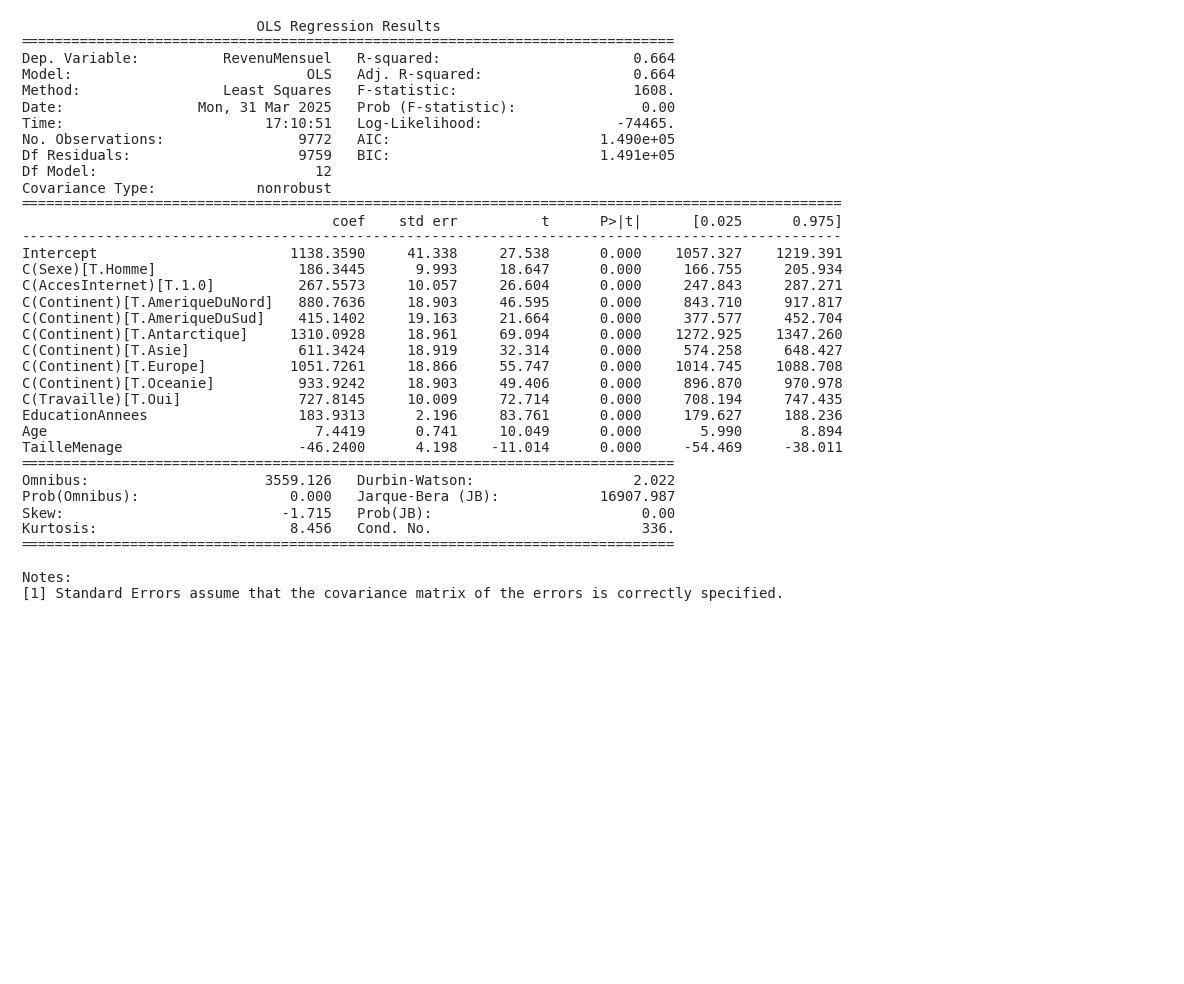 OLS Regression Results
==============================================================================
Dep. Variable: RevenuMensuel R-squared: 0.664
Model: OLS Adj. R-squared: 0.664
Method: Least Squares F-statistic: 1608.
Date: Mon, 31 Mar 2025 Prob (F-statistic): 0.00
Time: 17:10:51 Log-Likelihood: -74465.
No. Observations: 9772 AIC: 1.490e+05
Df Residuals: 9759 BIC: 1.491e+05
Df Model: 12
Covariance Type: nonrobust
==================================================================================================
coef std err t P>|t| [0.025 0.975]
--------------------------------------------------------------------------------------------------
Intercept 1138.3590 41.338 27.538 0.000 1057.327 1219.391
C(Sexe)[T.Homme] 186.3445 9.993 18.647 0.000 166.755 205.934
C(AccesInternet)[T.1.0] 267.5573 10.057 26.604 0.000 247.843 287.271
C(Continent)[T.AmeriqueDuNord] 880.7636 18.903 46.595 0.000 843.710 917.817
C(Continent)[T.AmeriqueDuSud] 415.1402 19.163 21.664 0.000 377.577 452.704
C(Continent)[T.Antarctique] 1310.0928 18.961 69.094 0.000 1272.925 1347.260
C(Continent)[T.Asie] 611.3424 18.919 32.314 0.000 574.258 648.427
C(Continent)[T.Europe] 1051.7261 18.866 55.747 0.000 1014.745 1088.708
C(Continent)[T.Oceanie] 933.9242 18.903 49.406 0.000 896.870 970.978
C(Travaille)[T.Oui] 727.8145 10.009 72.714 0.000 708.194 747.435
EducationAnnees 183.9313 2.196 83.761 0.000 179.627 188.236
Age 7.4419 0.741 10.049 0.000 5.990 8.894
TailleMenage -46.2400 4.198 -11.014 0.000 -54.469 -38.011
==============================================================================
Omnibus: 3559.126 Durbin-Watson: 2.022
Prob(Omnibus): 0.000 Jarque-Bera (JB): 16907.987
Skew: -1.715 Prob(JB): 0.00
Kurtosis: 8.456 Cond. No. 336.
==============================================================================
Notes:
[1] Standard Errors assume that the covariance matrix of the errors is correctly specified.